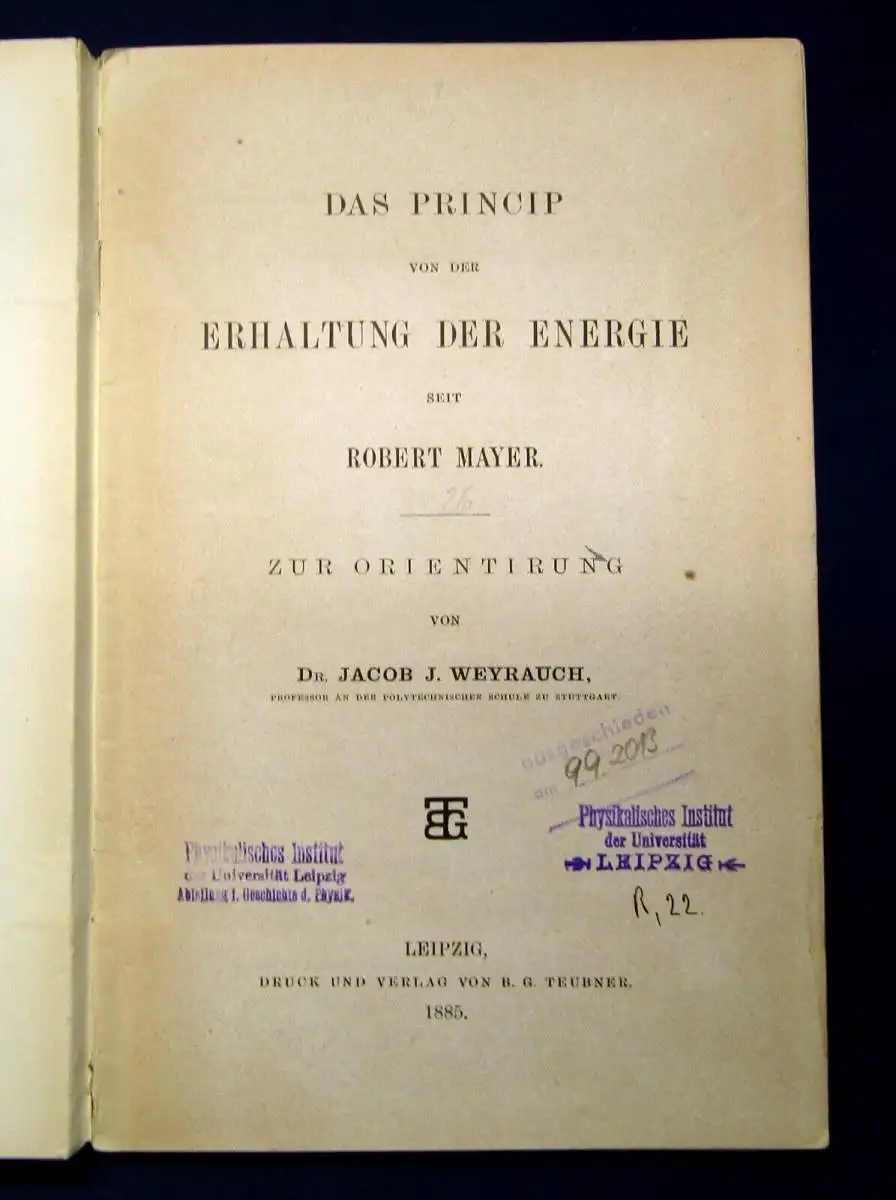 DAS PRINCIP
VON DER
ERHALTUNG DER ENERGIE
SEIT
ROBERT MAYER.
26
ZUR ORIENTIRUNG
VON
DR. JACOB J. WEYRAUCH,
PROFESSOR AN DER POLYTECHNISCHEN SCHULE ZU STUTTGART.
ausgeschieden
am 9.9.2013
BTG
Physikalisches Institut
der Universität
LEIPZIG
Physikalisches Institut
der Universität Leipzig
Abteilung f. Geschichte d. Physik.
R, 22.
LEIPZIG,
DRUCK UND VERLAG VON B. G. TEUBNER.
1885.